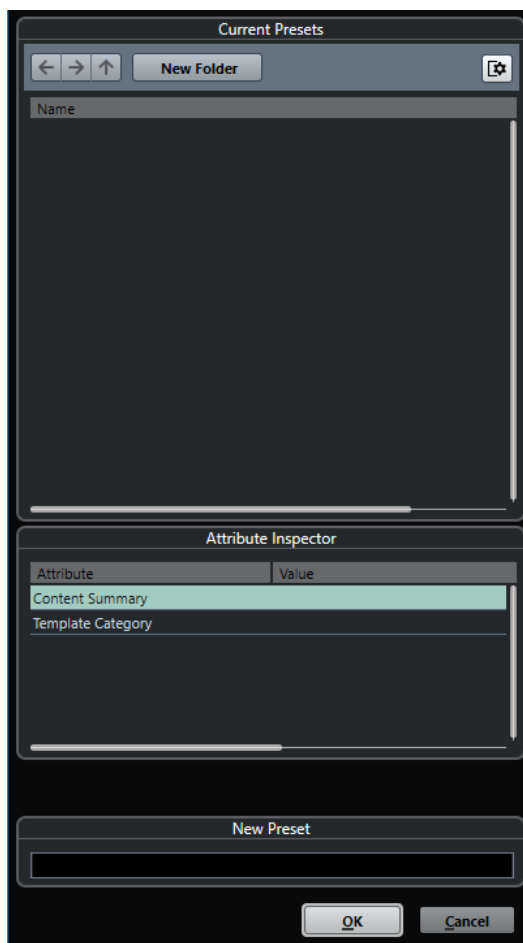 Current Presets
New Folder
Name
Attribute Inspector
Attribute Value
Content Summary
Template Category
New Preset
OK Cancel